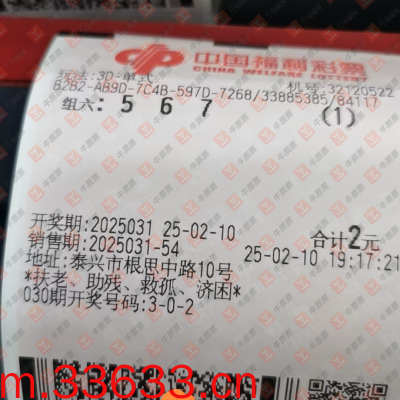 中国福利彩票
CHINA WELFARE LOTTERY
玩法:3D-单式 机号:32120522
82B2-AB9D-7C4B-597D-7268/33885385/84117
组六: 5 6 7 (1)
开奖期:2025031 25-02-10 合计2元
销售期:2025031-54 25-02-10 19:17:21
地址:泰兴市根思中路10号
*扶老、助残、救孤、济困*
030期开奖号码:3-0-2
m.33633.cn